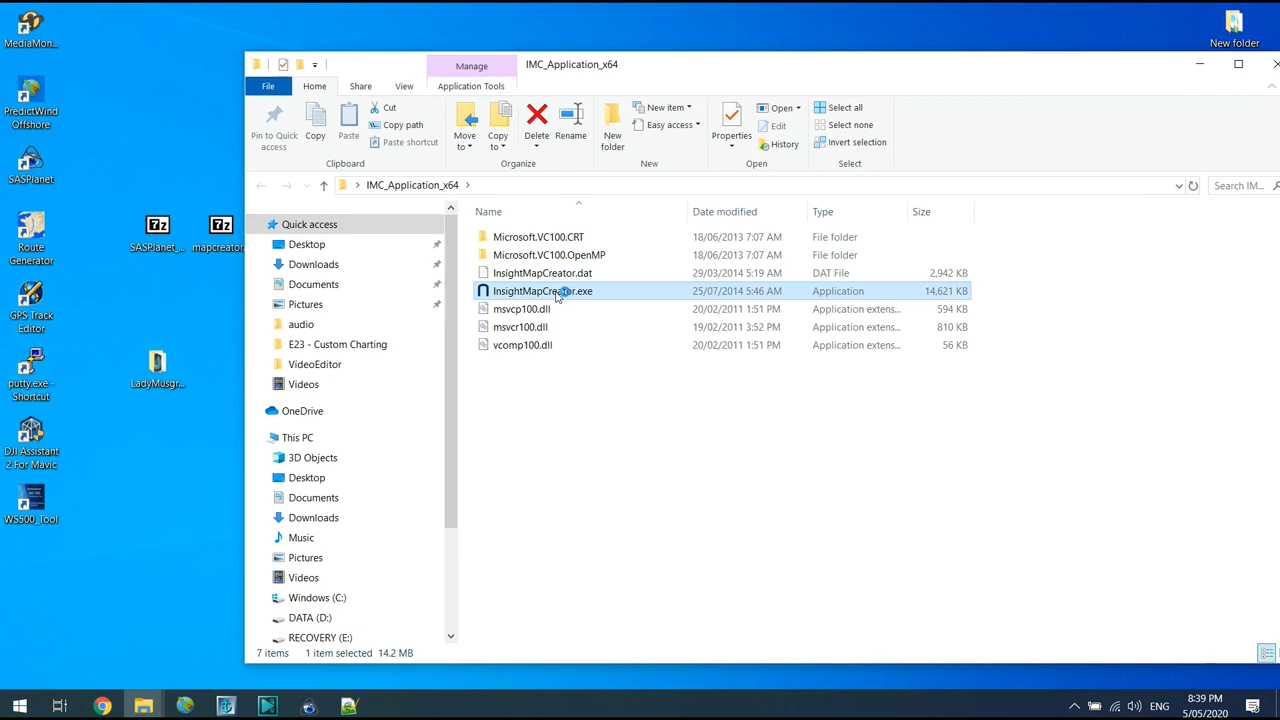 MediaMon...
PredictWind
Offshore
SASPlanet
Route
Generator
GPS Track
Editor
putty.exe -
Shortcut
DJI Assistant
2 For Mavic
WS500_Tool
SASPlanet_...
mapcreator.
LadyMusgr...
New folder
Manage
IMC_Application_x64
File
Home
Share
View
Application Tools
Pin to Quick
access
Copy
Paste
Cut
Copy path
Paste shortcut
Clipboard
Move
to
Copy
to
Delete
Rename
Organize
New
folder
New item
Easy access
New
Properties
Open
Edit
History
Open
Select all
Select none
Invert selection
Select
IMC_Application_x64
Search IM...
Quick access
Desktop
Downloads
Documents
Pictures
audio
E23 - Custom Charting
VideoEditor
Videos
OneDrive
This PC
3D Objects
Desktop
Documents
Downloads
Music
Pictures
Videos
Windows (C:)
DATA (D:)
RECOVERY (E:)
Name Date modified Type Size
Microsoft.VC100.CRT 18/06/2013 7:07 AM File folder
Microsoft.VC100.OpenMP 18/06/2013 7:07 AM File folder
InsightMapCreator.dat 29/03/2014 5:19 AM DAT File 2,942 KB
InsightMapCreator.exe 25/07/2014 5:46 AM Application 14,621 KB
msvcp100.dll 20/02/2011 1:51 PM Application extens... 594 KB
msvcr100.dll 19/02/2011 3:52 PM Application extens... 810 KB
vcomp100.dll 20/02/2011 1:51 PM Application extens... 56 KB
7 items 1 item selected 14.2 MB
ENG
8:39 PM
5/05/2020